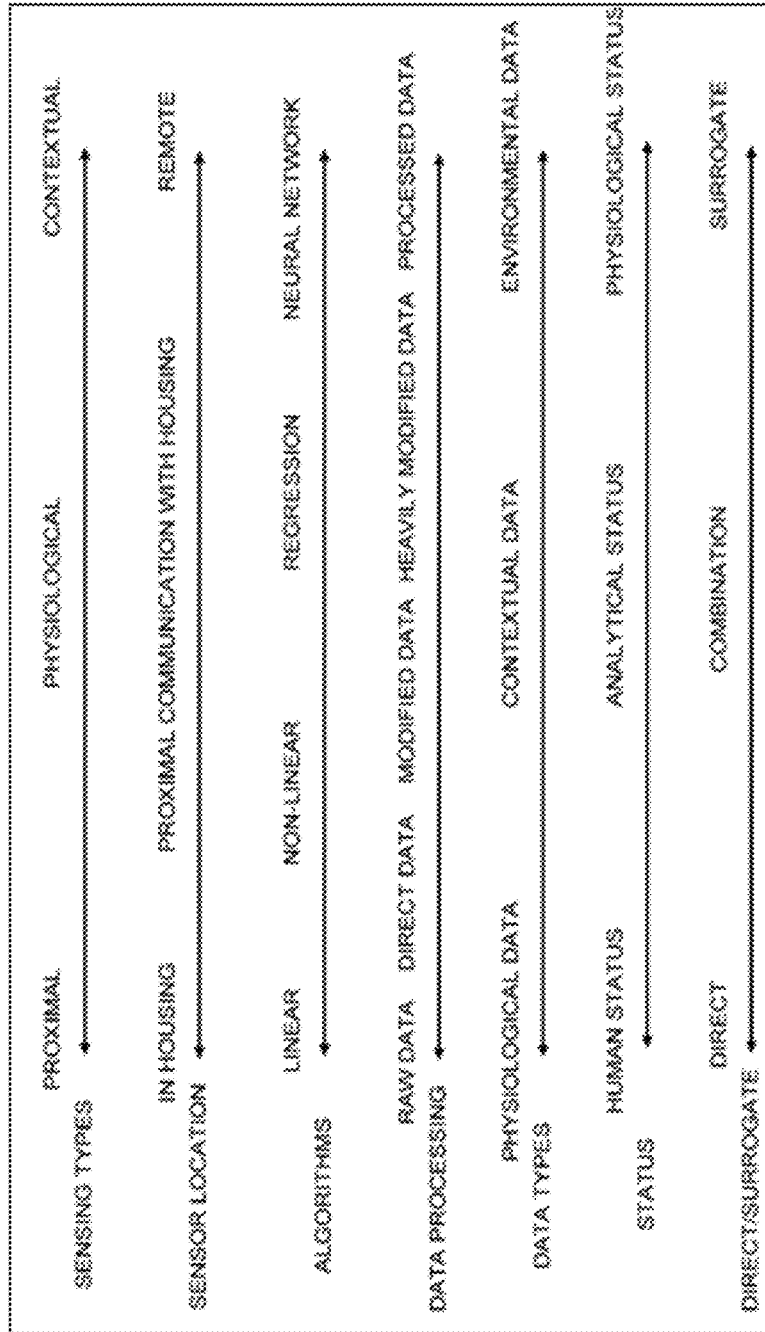 PROXIMAL PHYSIOLOGICAL CONTEXTUAL
SENSING TYPES
IN HOUSING PROXIMAL COMMUNICATION WITH HOUSING REMOTE
SENSOR LOCATION
LINEAR NON-LINEAR REGRESSION NEURAL NETWORK
ALGORITHMS
RAW DATA DIRECT DATA MODIFIED DATA HEAVILY MODIFIED DATA PROCESSED DATA
DATA PROCESSING
PHYSIOLOGICAL DATA CONTEXTUAL DATA ENVIRONMENTAL DATA
DATA TYPES
HUMAN STATUS ANALYTICAL STATUS PHYSIOLOGICAL STATUS
STATUS
DIRECT COMBINATION SURROGATE
DIRECT/SURROGATE